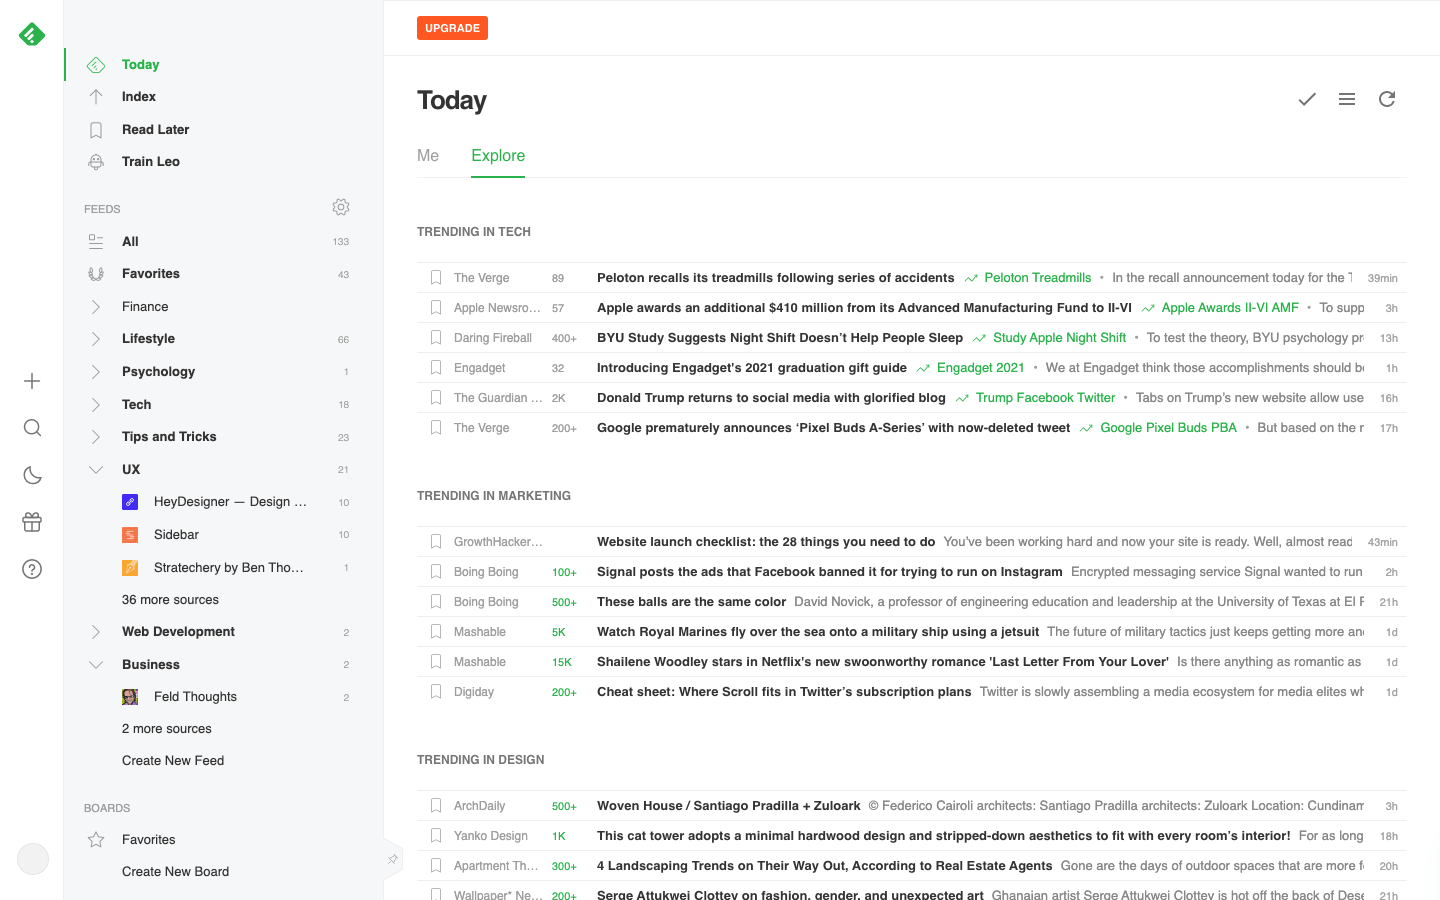 UPGRADE
Today
Index
Read Later
Train Leo
FEEDS
All 133
Favorites 43
Finance
Lifestyle 66
Psychology 1
Tech 18
Tips and Tricks 23
UX 21
HeyDesigner — Design ... 10
Sidebar 10
Stratechery by Ben Tho... 1
36 more sources
Web Development 2
Business 2
Feld Thoughts 2
2 more sources
Create New Feed
BOARDS
Favorites
Create New Board
Today
Me Explore
TRENDING IN TECH
The Verge 89 Peloton recalls its treadmills following series of accidents Peloton Treadmills • In the recall announcement today for the 39min
Apple Newsro... 57 Apple awards an additional $410 million from its Advanced Manufacturing Fund to II-VI Apple Awards II-VI AMF • To supp 3h
Daring Fireball 400+ BYU Study Suggests Night Shift Doesn’t Help People Sleep Study Apple Night Shift • To test the theory, BYU psychology pr 13h
Engadget 32 Introducing Engadget's 2021 graduation gift guide Engadget 2021 • We at Engadget think those accomplishments should be 1h
The Guardian ... 2K Donald Trump returns to social media with glorified blog Trump Facebook Twitter • Tabs on Trump’s new website allow use 16h
The Verge 200+ Google prematurely announces ‘Pixel Buds A-Series’ with now-deleted tweet Google Pixel Buds PBA • But based on the 17h
TRENDING IN MARKETING
GrowthHacker... Website launch checklist: the 28 things you need to do You’ve been working hard and now your site is ready. Well, almost read 43min
Boing Boing 100+ Signal posts the ads that Facebook banned it for trying to run on Instagram Encrypted messaging service Signal wanted to run 2h
Boing Boing 500+ These balls are the same color David Novick, a professor of engineering education and leadership at the University of Texas at El 21h
Mashable 5K Watch Royal Marines fly over the sea onto a military ship using a jetsuit The future of military tactics just keeps getting more an 1d
Mashable 15K Shailene Woodley stars in Netflix’s new swoonworthy romance 'Last Letter From Your Lover' Is there anything as romantic as 1d
Digiday 200+ Cheat sheet: Where Scroll fits in Twitter’s subscription plans Twitter is slowly assembling a media ecosystem for media elites wh 1d
TRENDING IN DESIGN
ArchDaily 500+ Woven House / Santiago Pradilla + Zuloark © Federico Cairoli architects: Santiago Pradilla architects: Zuloark Location: Cundinam 3h
Yanko Design 1K This cat tower adopts a minimal hardwood design and stripped-down aesthetics to fit with every room’s interior! For as long 18h
Apartment Th... 300+ 4 Landscaping Trends on Their Way Out, According to Real Estate Agents Gone are the days of outdoor spaces that are more 20h
Wallpaper* Ne... 200+ Serge Attukwei Clottey on fashion, gender, and unexpected art Ghanaian artist Serge Attukwei Clottey is hot off the back of Dese 21h